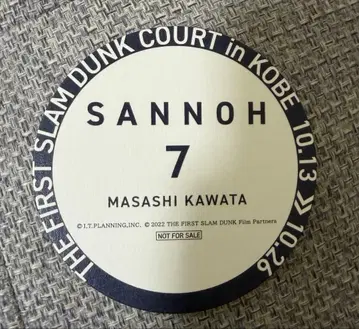 THE FIRST SLAM DUNK COURT in KOBE 10.13 >> 10.26
SANNOH
7
MASASHI KAWATA
© I.T.PLANNING,INC. © 2022 THE FIRST SLAM DUNK Film Partners
NOT FOR SALE